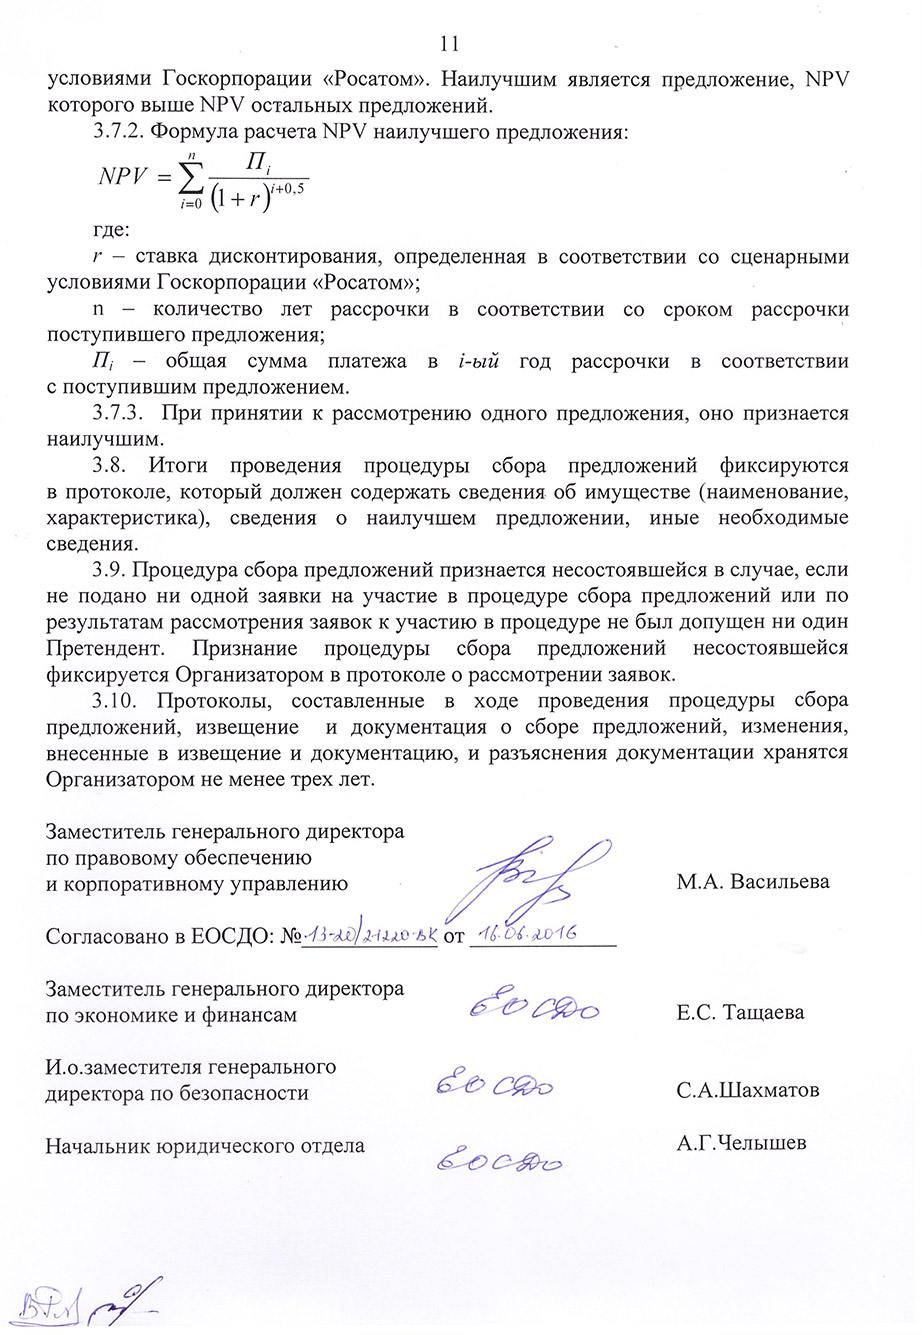 11
условиями Госкорпорации «Росатом». Наилучшим является предложение, NPV
которого выше NPV остальных предложений.
3.7.2. Формула расчета NPV наилучшего предложения:
NPV = ∑ (i=0, n) Пi / (1 + r)^(i+0,5)
где:
r – ставка дисконтирования, определенная в соответствии со сценарными
условиями Госкорпорации «Росатом»;
n – количество лет рассрочки в соответствии со сроком рассрочки
поступившего предложения;
Пi – общая сумма платежа в i-ый год рассрочки в соответствии
с поступившим предложением.
3.7.3. При принятии к рассмотрению одного предложения, оно признается
наилучшим.
3.8. Итоги проведения процедуры сбора предложений фиксируются
в протоколе, который должен содержать сведения об имуществе (наименование,
характеристика), сведения о наилучшем предложении, иные необходимые
сведения.
3.9. Процедура сбора предложений признается несостоявшейся в случае, если
не подано ни одной заявки на участие в процедуре сбора предложений или по
результатам рассмотрения заявок к участию в процедуре не был допущен ни один
Претендент. Признание процедуры сбора предложений несостоявшейся
фиксируется Организатором в протоколе о рассмотрении заявок.
3.10. Протоколы, составленные в ходе проведения процедуры сбора
предложений, извещение и документация о сборе предложений, изменения,
внесенные в извещение и документацию, и разъяснения документации хранятся
Организатором не менее трех лет.
Заместитель генерального директора
по правовому обеспечению
и корпоративному управлению М.А. Васильева
Согласовано в ЕОСДО: № 13-20/21220-ВК от 16.06.2016
Заместитель генерального директора
по экономике и финансам ЕОСДО Е.С. Тащаева
И.о.заместителя генерального
директора по безопасности ЕОСДО С.А.Шахматов
Начальник юридического отдела ЕОСДО А.Г.Челышев